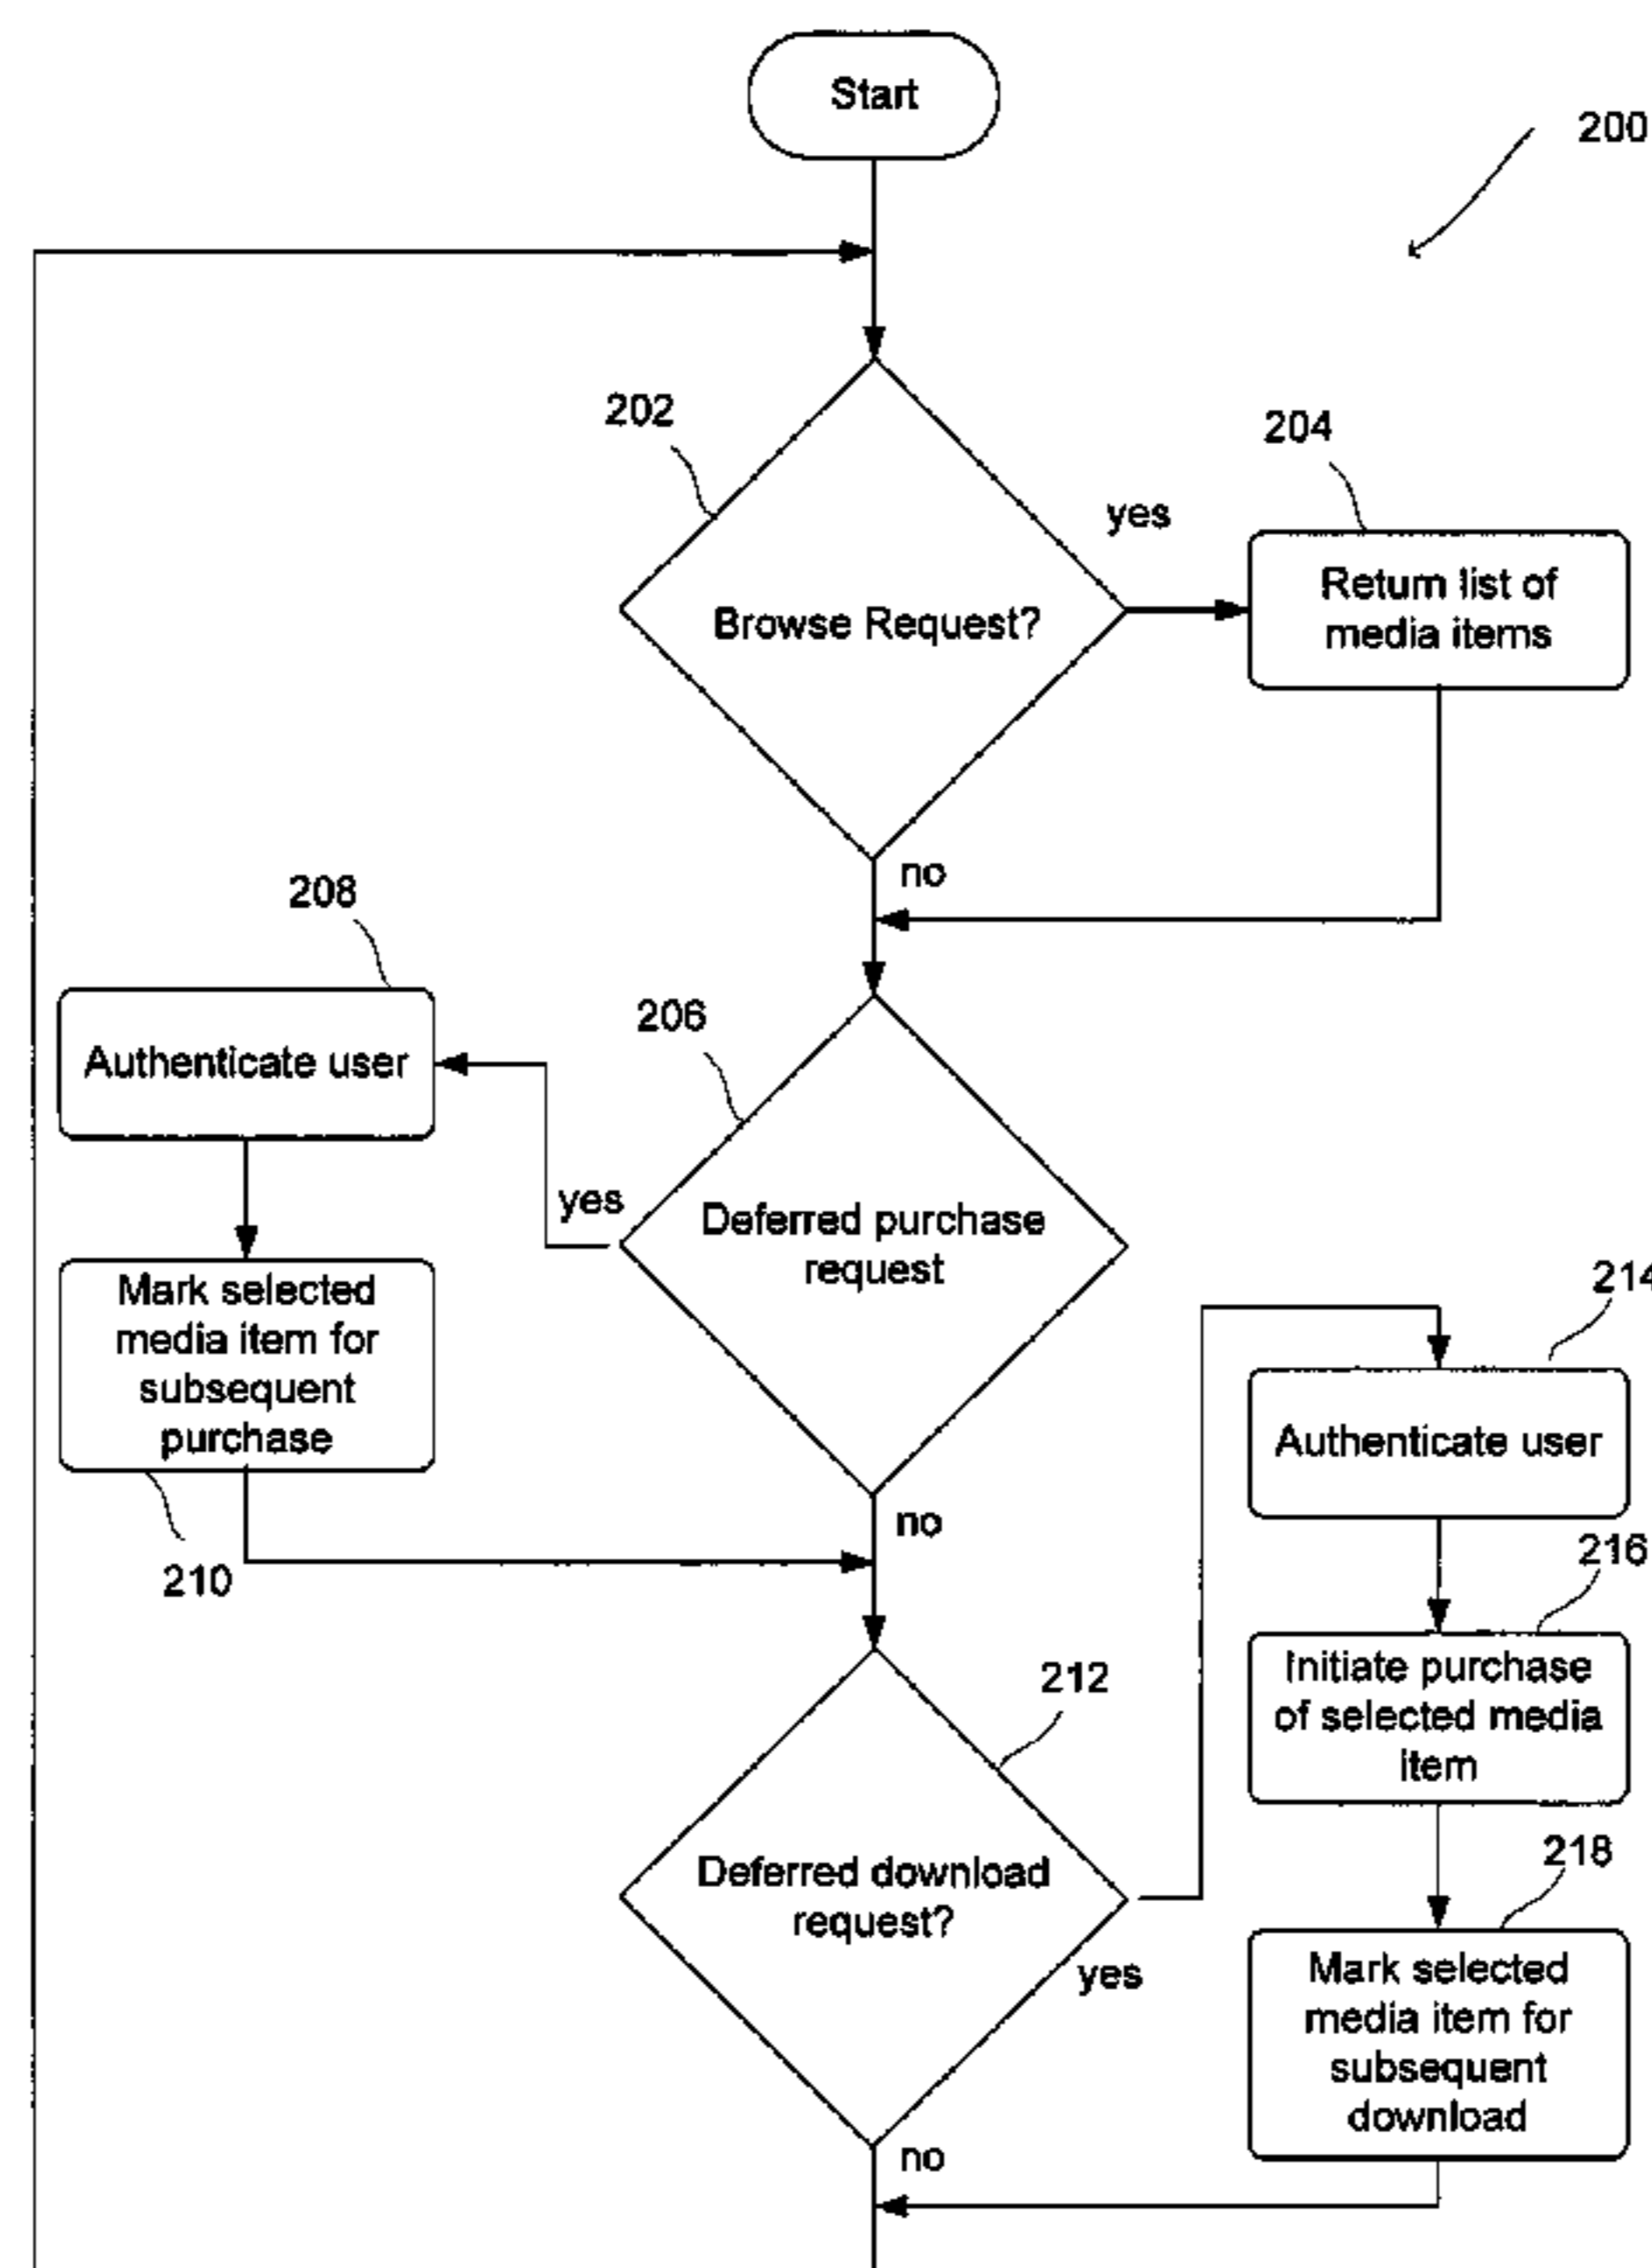 Start
200
202
204
yes
Return list of
media items
Browse Request?
no
208
206
Authenticate user
yes
Deferred purchase
request
Mark selected
media item for
subsequent
purchase
214
Authenticate user
no
210
216
Initiate purchase
of selected media
item
212
218
Deferred download
request?
yes
Mark selected
media item for
subsequent
download
no